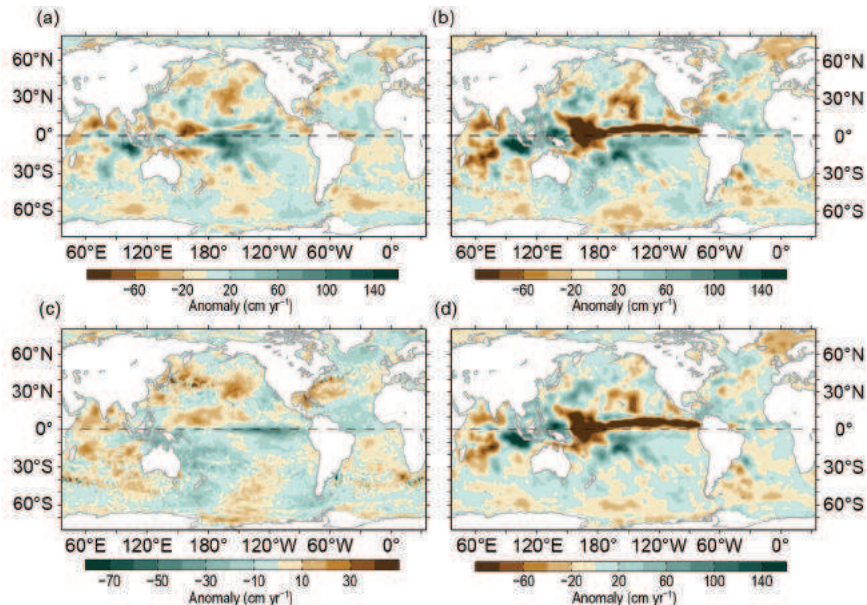 (a) (b)
60°N 60°N
30°N 30°N
0° 0°
30°S 30°S
60°S 60°S
60°E 120°E 180° 120°W 60°W 0° 60°E 120°E 180° 120°W 60°W 0°
−60 −20 20 60 100 140 −60 −20 20 60 100 140
Anomaly (cm yr⁻¹) Anomaly (cm yr⁻¹)
(c) (d)
60°N 60°N
30°N 30°N
0° 0°
30°S 30°S
60°S 60°S
60°E 120°E 180° 120°W 60°W 0° 60°E 120°E 180° 120°W 60°W 0°
−70 −50 −30 −10 10 30 −60 −20 20 60 100 140
Anomaly (cm yr⁻¹) Anomaly (cm yr⁻¹)